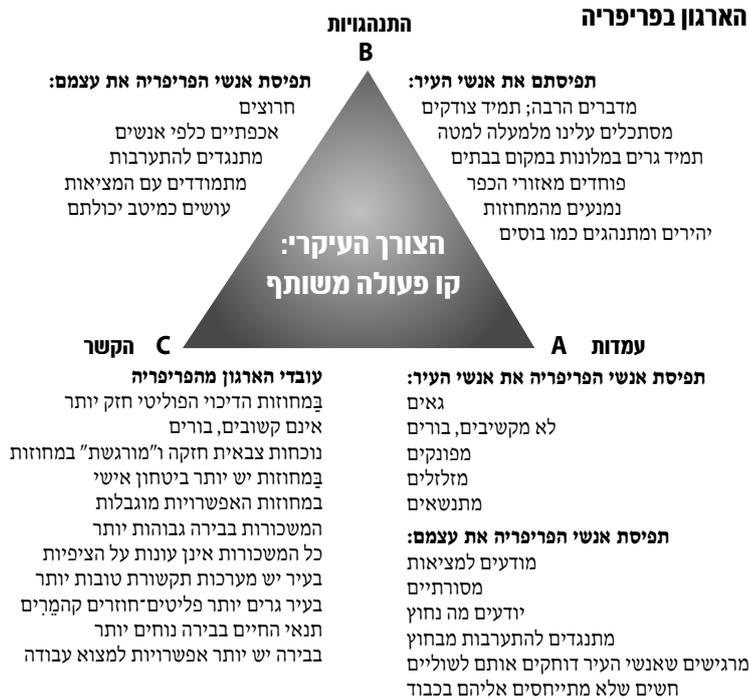 הארגון בפריפריה
התנהגויות
B
תפיסתם את אנשי העיר:
מדברים הרבה; תמיד צודקים
מסתכלים עלינו מלמעלה למטה
תמיד גרים במלונות במקום בבתים
פוחדים מאזורי הכפר
נמנעים מהמחוזות
יהירים ומתנהגים כמו בוסים
תפיסת אנשי הפריפריה את עצמם:
חרוצים
אכפתיים כלפי אנשים
מתנגדים להתערבות
מתמודדים עם המציאות
עושים כמיטב יכולתם
הצורך העיקרי:
קו פעולה משותף
עמדות A
תפיסת אנשי הפריפריה את אנשי העיר:
גאים
לא מקשיבים, בורים
מפונקים
מזלזלים
מתנשאים
תפיסת אנשי הפריפריה את עצמם:
מודעים למציאות
מסורתיים
יודעים מה נחוץ
מתנגדים להתערבות מבחוץ
מרגישים שאנשי העיר דוחקים אותם לשוליים
חשים שלא מתייחסים אליהם בכבוד
C הקשר
עובדי הארגון מהפריפריה
בַּמחוזות הדיכוי הפוליטי חזק יותר
אינם קשובים, בורים
נוכחות צבאית חזקה ו"מורגשת" במחוזות
בַּמחוזות יש יותר ביטחון אישי
במחוזות האפשרויות מוגבלות
המשכורות בבירה גבוהות יותר
כל המשכורות אינן עונות על הציפיות
בעיר יש מערכות תקשורת טובות יותר
בעיר גרים יותר פליטים־חוזרים קהמֵרִים
תנאי החיים בבירה נוחים יותר
בבירה יש יותר אפשרויות למצוא עבודה